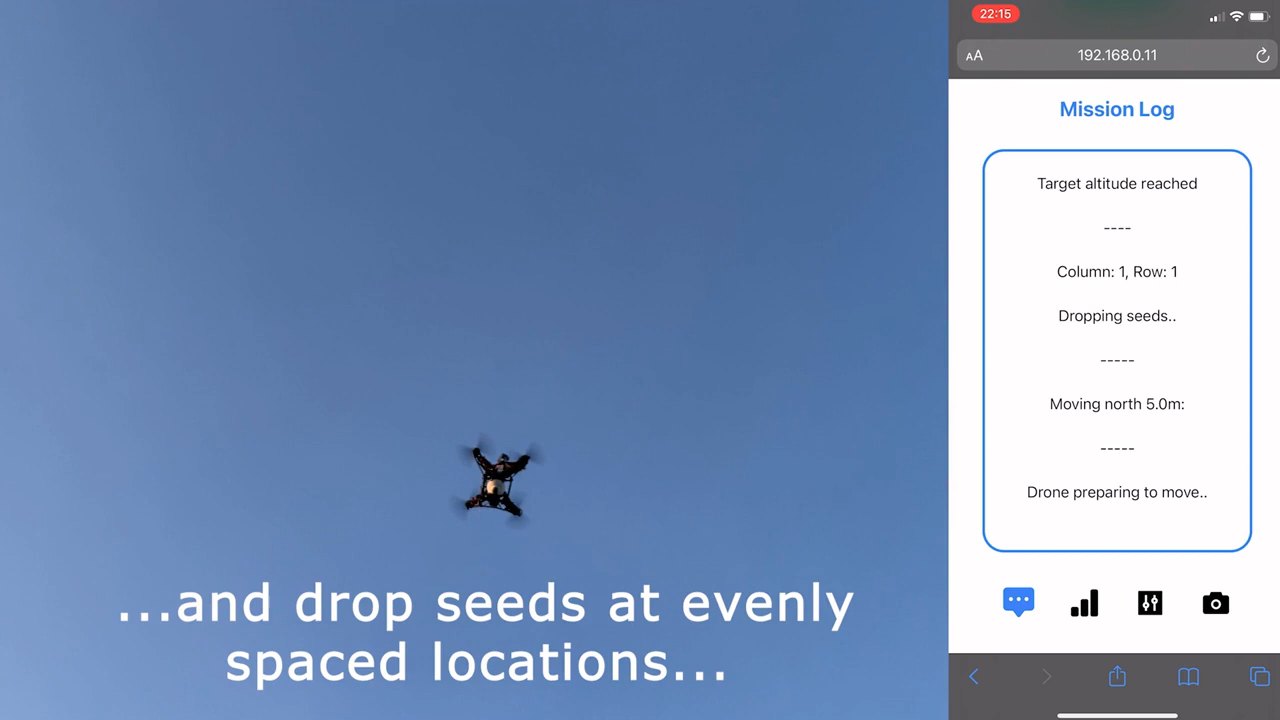 ...and drop seeds at evenly
spaced locations...
22:15
AA
192.168.0.11
Mission Log
Target altitude reached
----
Column: 1, Row: 1
Dropping seeds..
-----
Moving north 5.0m:
-----
Drone preparing to move..